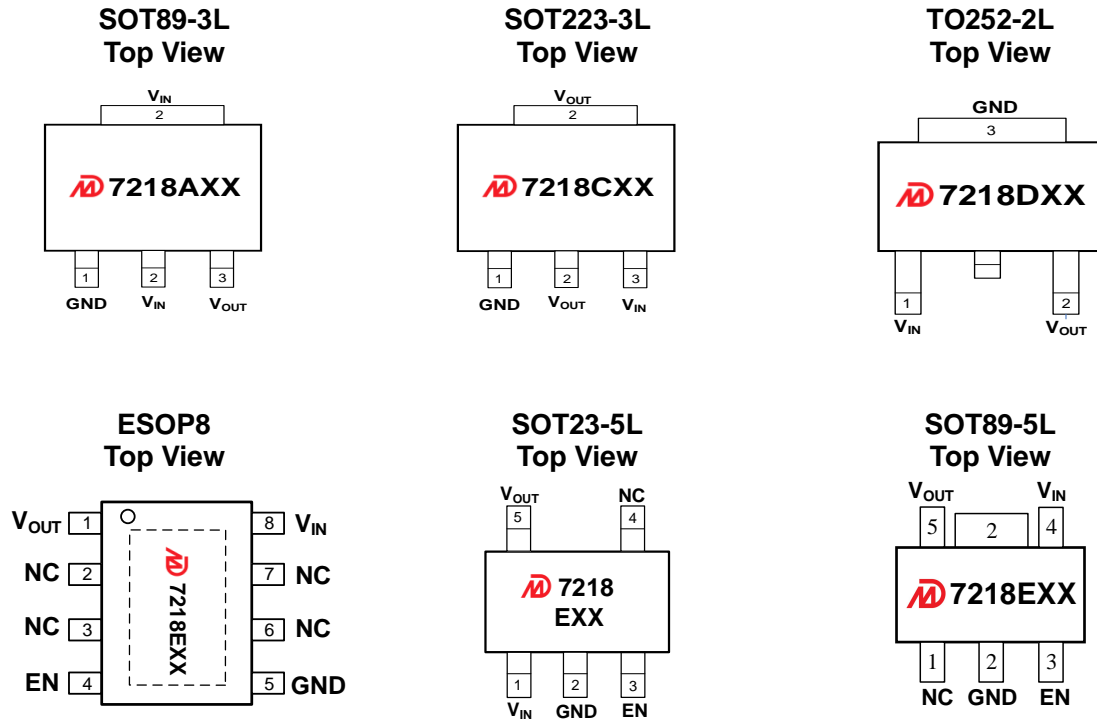 SOT89-3L
Top View
VIN
2
7218AXX
1
2
3
GND
VIN
VOUT
SOT223-3L
Top View
VOUT
2
7218CXX
1
2
3
GND
VOUT
VIN
TO252-2L
Top View
GND
3
7218DXX
1
2
VIN
VOUT
ESOP8
Top View
VOUT 1
8 VIN
NC 2
7 NC
NC 3
6 NC
EN 4
5 GND
7218EXX
SOT23-5L
Top View
VOUT
NC
5
4
7218
EXX
1
2
3
VIN
GND
EN
SOT89-5L
Top View
VOUT
VIN
5
2
4
7218EXX
1
2
3
NC
GND
EN